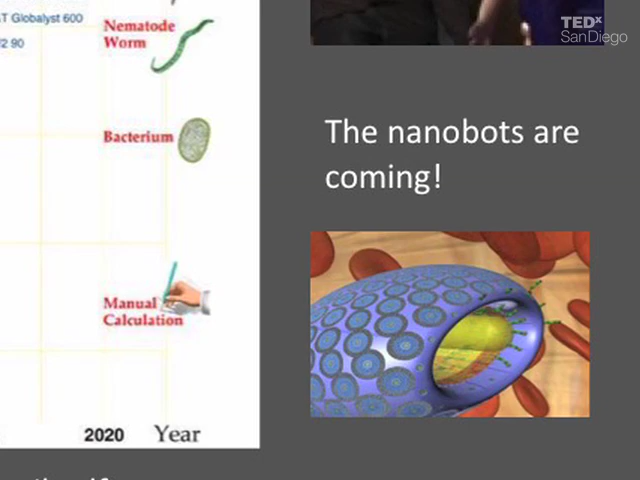 T Globalyst 600
2 90
Nematode
Worm
Bacterium
Manual
Calculation
2020 Year
TEDx
SanDiego
The nanobots are
coming!